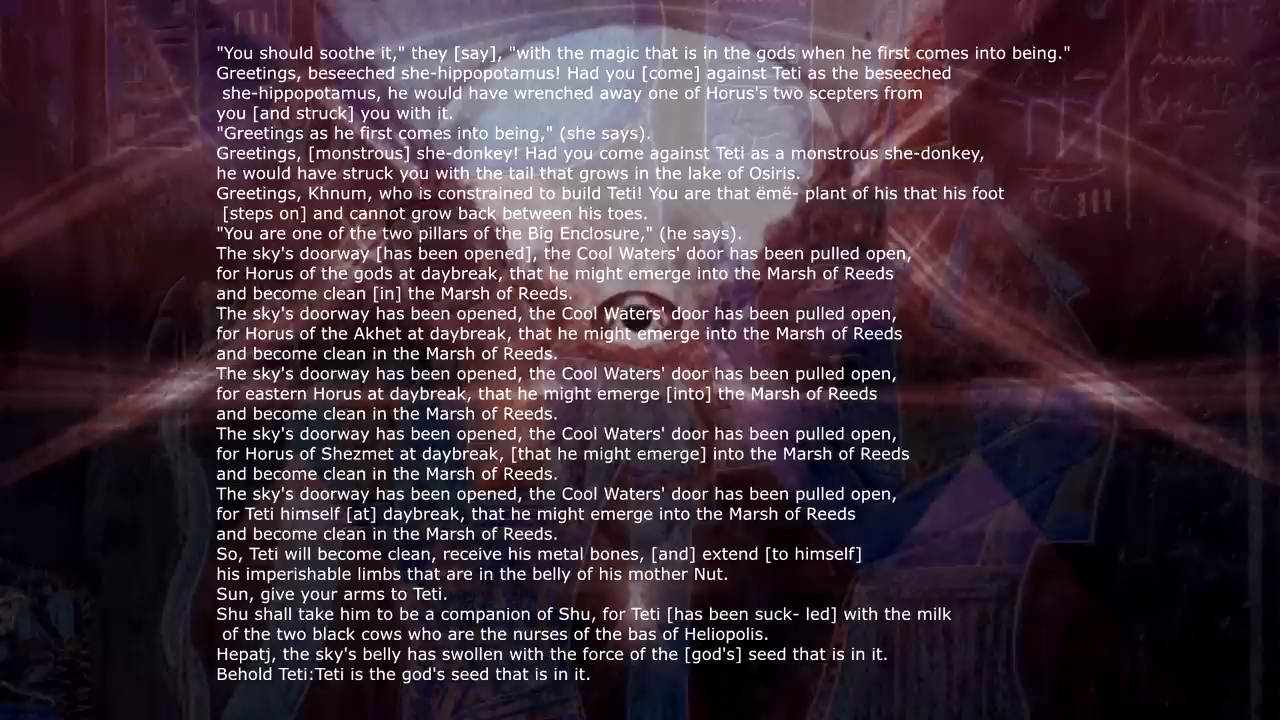 "You should soothe it," they [say], "with the magic that is in the gods when he first comes into being."
Greetings, beseeched she-hippopotamus! Had you [come] against Teti as the beseeched
she-hippopotamus, he would have wrenched away one of Horus's two scepters from
you [and struck] you with it.
"Greetings as he first comes into being," (she says).
Greetings, [monstrous] she-donkey! Had you come against Teti as a monstrous she-donkey,
he would have struck you with the tail that grows in the lake of Osiris.
Greetings, Khnum, who is constrained to build Teti! You are that ëmë- plant of his that his foot
[steps on] and cannot grow back between his toes.
"You are one of the two pillars of the Big Enclosure," (he says).
The sky's doorway [has been opened], the Cool Waters' door has been pulled open,
for Horus of the gods at daybreak, that he might emerge into the Marsh of Reeds
and become clean [in] the Marsh of Reeds.
The sky's doorway has been opened, the Cool Waters' door has been pulled open,
for Horus of the Akhet at daybreak, that he might emerge into the Marsh of Reeds
and become clean in the Marsh of Reeds.
The sky's doorway has been opened, the Cool Waters' door has been pulled open,
for eastern Horus at daybreak, that he might emerge [into] the Marsh of Reeds
and become clean in the Marsh of Reeds.
The sky's doorway has been opened, the Cool Waters' door has been pulled open,
for Horus of Shezmet at daybreak, [that he might emerge] into the Marsh of Reeds
and become clean in the Marsh of Reeds.
The sky's doorway has been opened, the Cool Waters' door has been pulled open,
for Teti himself [at] daybreak, that he might emerge into the Marsh of Reeds
and become clean in the Marsh of Reeds.
So, Teti will become clean, receive his metal bones, [and] extend [to himself]
his imperishable limbs that are in the belly of his mother Nut.
Sun, give your arms to Teti.
Shu shall take him to be a companion of Shu, for Teti [has been suck- led] with the milk
of the two black cows who are the nurses of the bas of Heliopolis.
Hepatj, the sky's belly has swollen with the force of the [god's] seed that is in it.
Behold Teti:Teti is the god's seed that is in it.